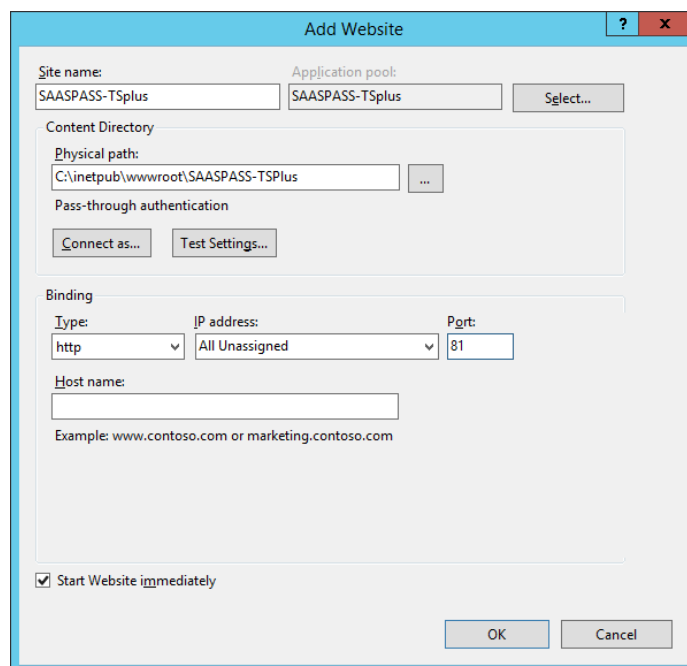 Add Website
? x
Site name: Application pool:
SAASPASS-TSplus SAASPASS-TSplus Select...
Content Directory
Physical path:
C:\inetpub\wwwroot\SAASPASS-TSPlus ...
Pass-through authentication
Connect as... Test Settings...
Binding
Type: IP address: Port:
http All Unassigned 81
Host name:
Example: www.contoso.com or marketing.contoso.com
Start Website immediately
OK Cancel